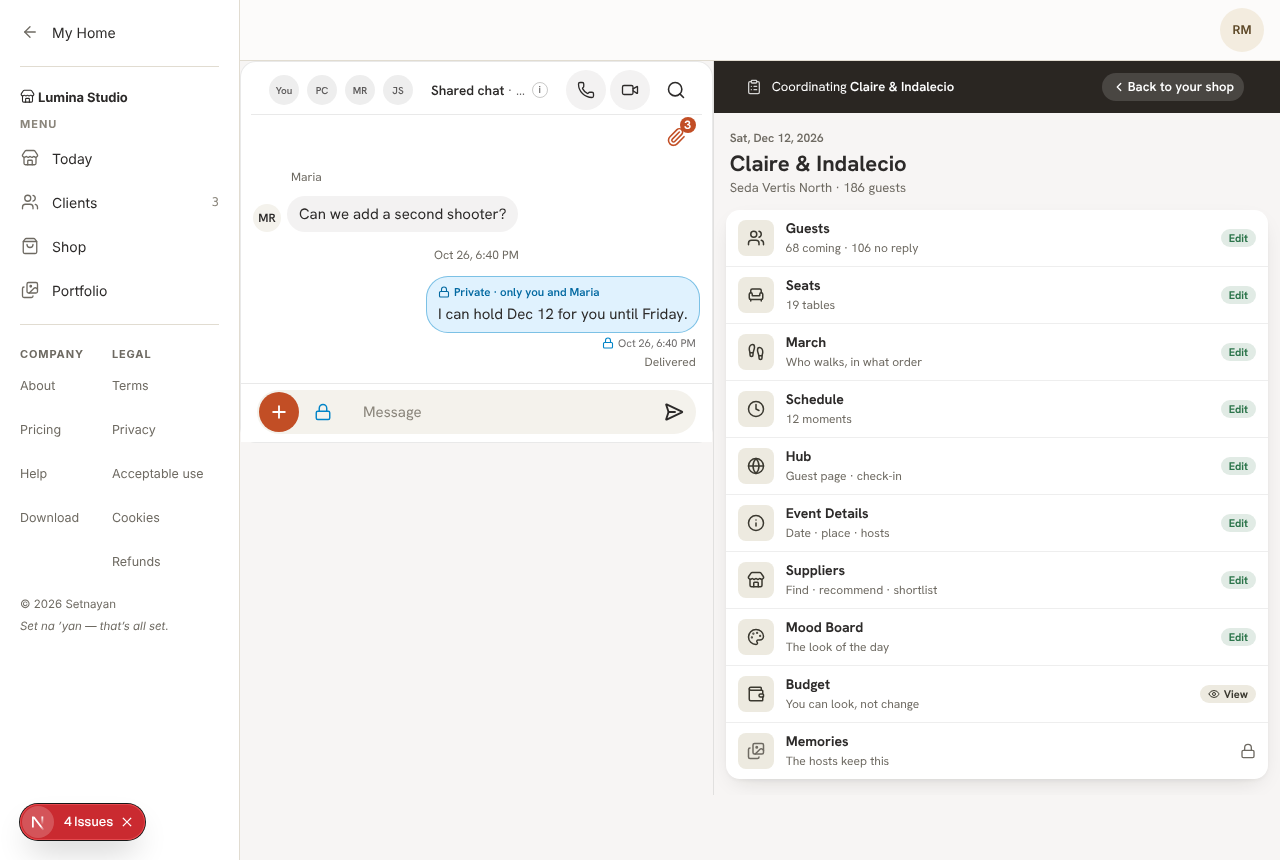 My Home
RM
Lumina Studio
MENU
Today
Clients 3
Shop
Portfolio
COMPANY LEGAL
About Terms
Pricing Privacy
Help Acceptable use
Download Cookies
Refunds
© 2026 Setnayan
Set na 'yan — that's all set.
4 Issues
You PC MR JS Shared chat · ...
3
Maria
MR Can we add a second shooter?
Oct 26, 6:40 PM
Private · only you and Maria
I can hold Dec 12 for you until Friday.
Oct 26, 6:40 PM
Delivered
Message
Coordinating Claire & Indalecio Back to your shop
Sat, Dec 12, 2026
Claire & Indalecio
Seda Vertis North · 186 guests
Guests
68 coming · 106 no reply
Edit
Seats
19 tables
Edit
March
Who walks, in what order
Edit
Schedule
12 moments
Edit
Hub
Guest page · check-in
Edit
Event Details
Date · place · hosts
Edit
Suppliers
Find · recommend · shortlist
Edit
Mood Board
The look of the day
Edit
Budget
You can look, not change
View
Memories
The hosts keep this